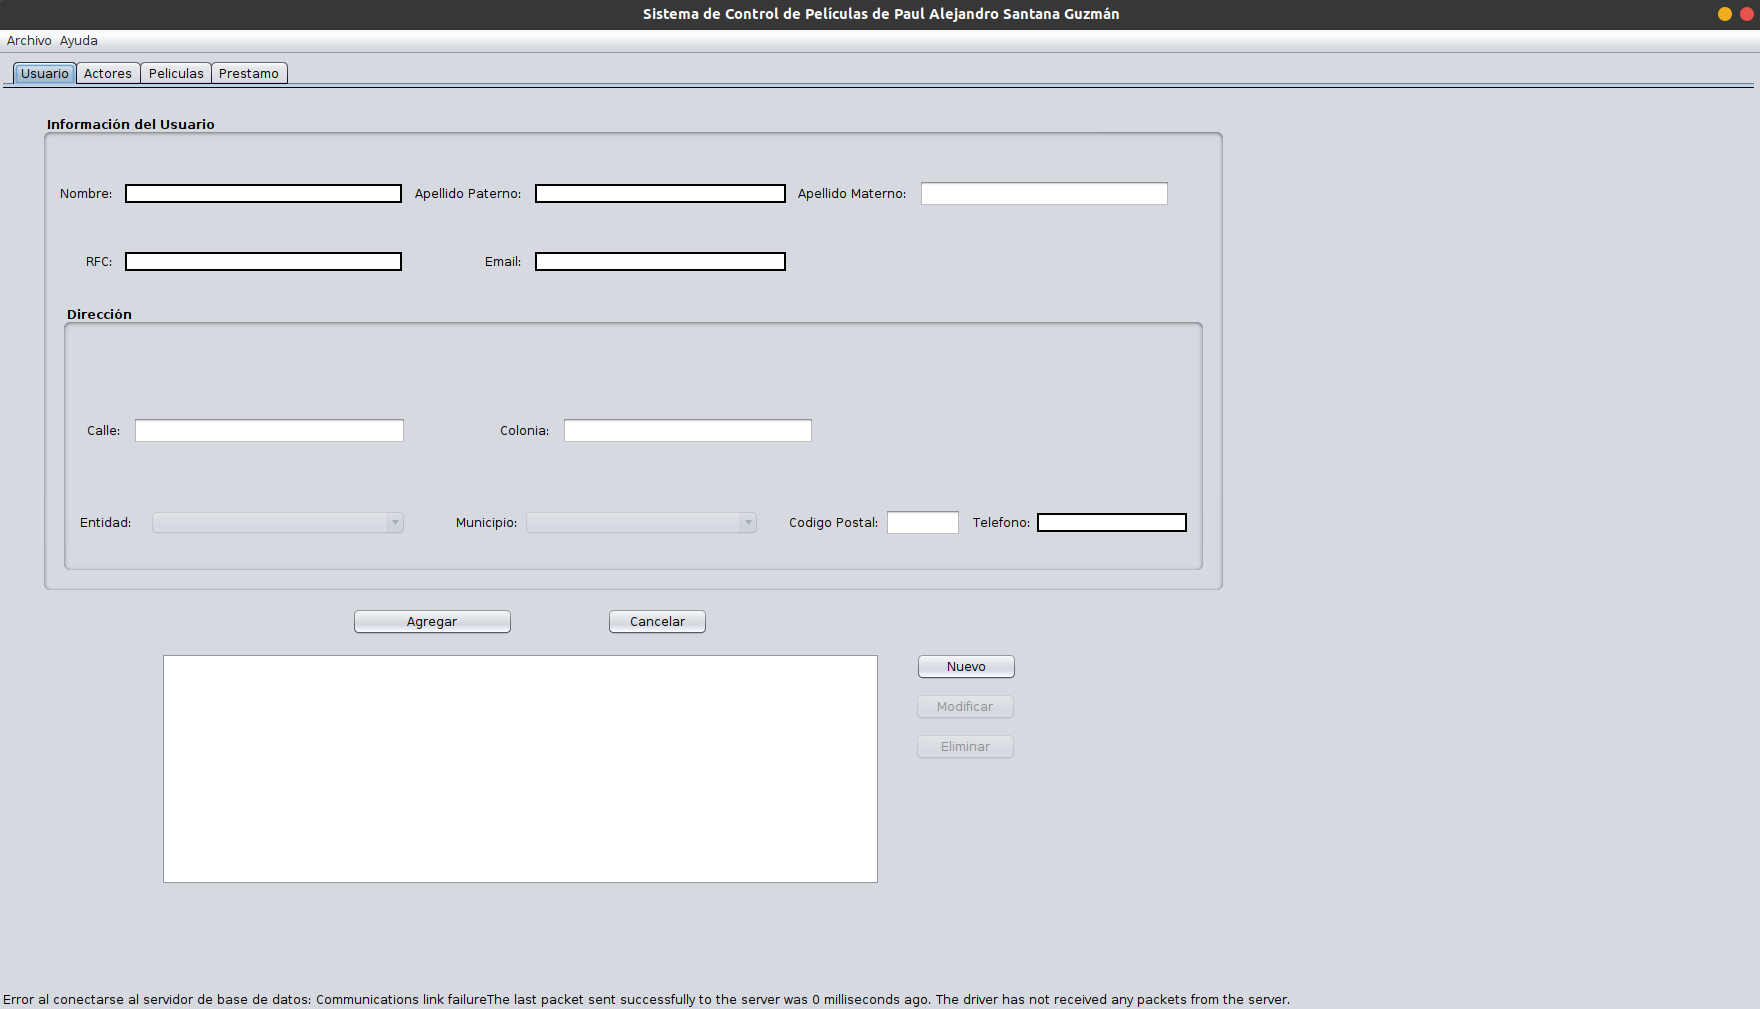 Sistema de Control de Películas de Paul Alejandro Santana Guzmán
Archivo Ayuda
Usuario Actores Peliculas Prestamo
Información del Usuario
Nombre: Apellido Paterno: Apellido Materno:
RFC: Email:
Dirección
Calle: Colonia:
Entidad: Municipio: Codigo Postal: Telefono:
Agregar Cancelar
Nuevo
Modificar
Eliminar
Error al conectarse al servidor de base de datos: Communications link failureThe last packet sent successfully to the server was 0 milliseconds ago. The driver has not received any packets from the server.